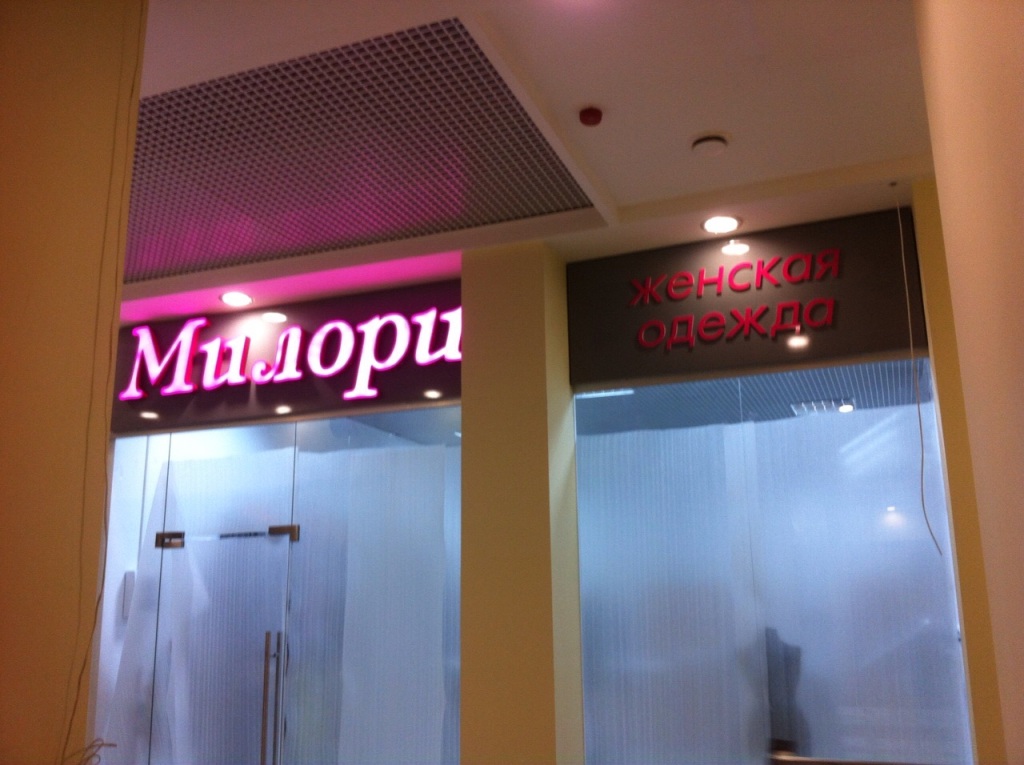 Милори
женская
одежда